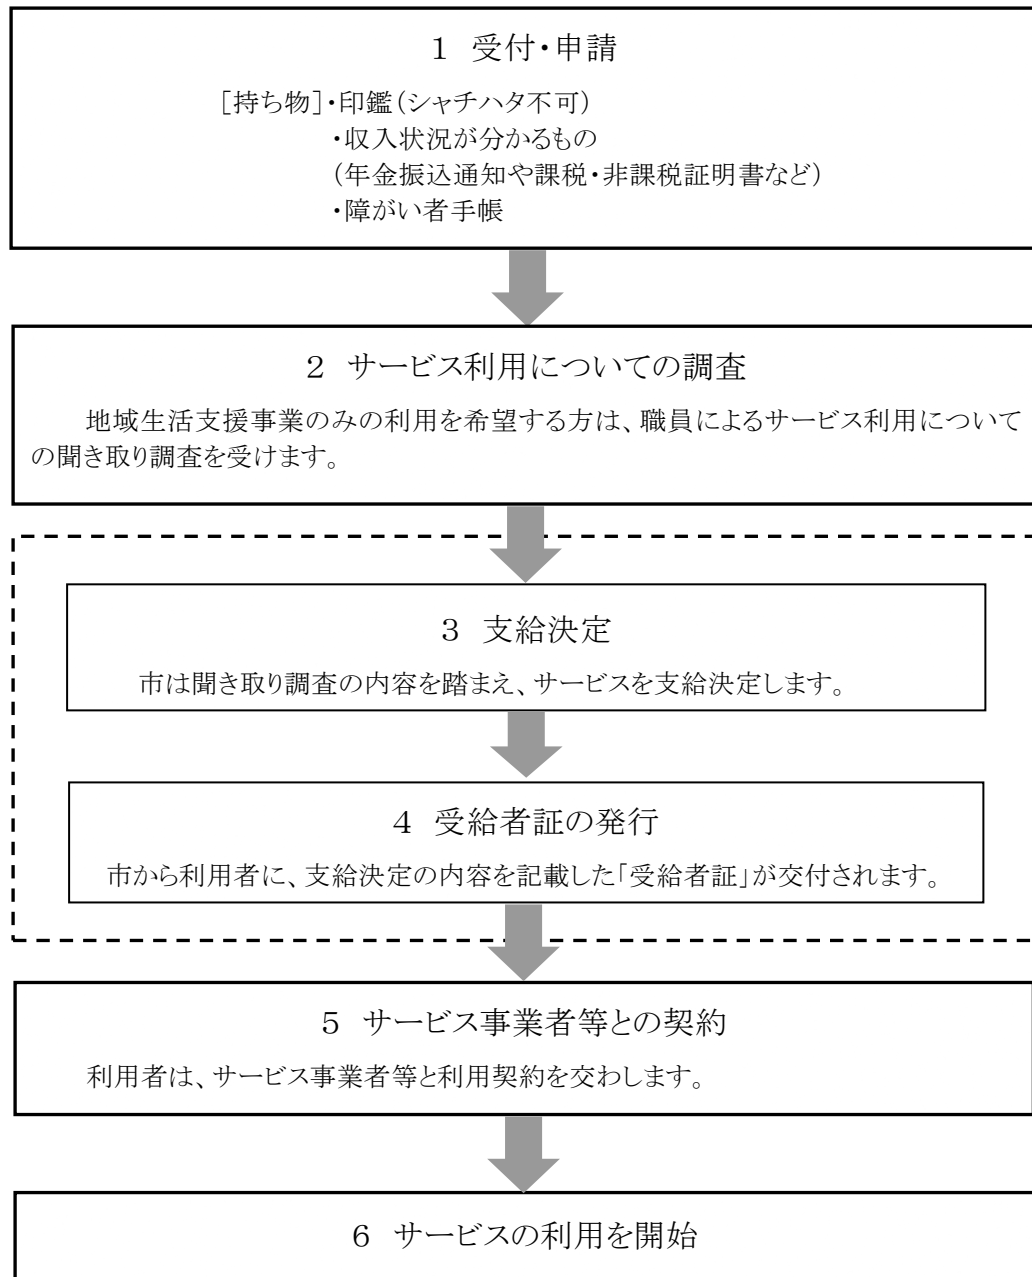 １ 受付・申請
［持ち物］・印鑑（シャチハタ不可）
・収入状況が分かるもの
（年金振込通知や課税・非課税証明書など）
・障がい者手帳
２ サービス利用についての調査
地域生活支援事業のみの利用を希望する方は、職員によるサービス利用について
の聞き取り調査を受けます。
３ 支給決定
市は聞き取り調査の内容を踏まえ、サービスを支給決定します。
４ 受給者証の発行
市から利用者に、支給決定の内容を記載した「受給者証」が交付されます。
５ サービス事業者等との契約
利用者は、サービス事業者等と利用契約を交わします。
６ サービスの利用を開始